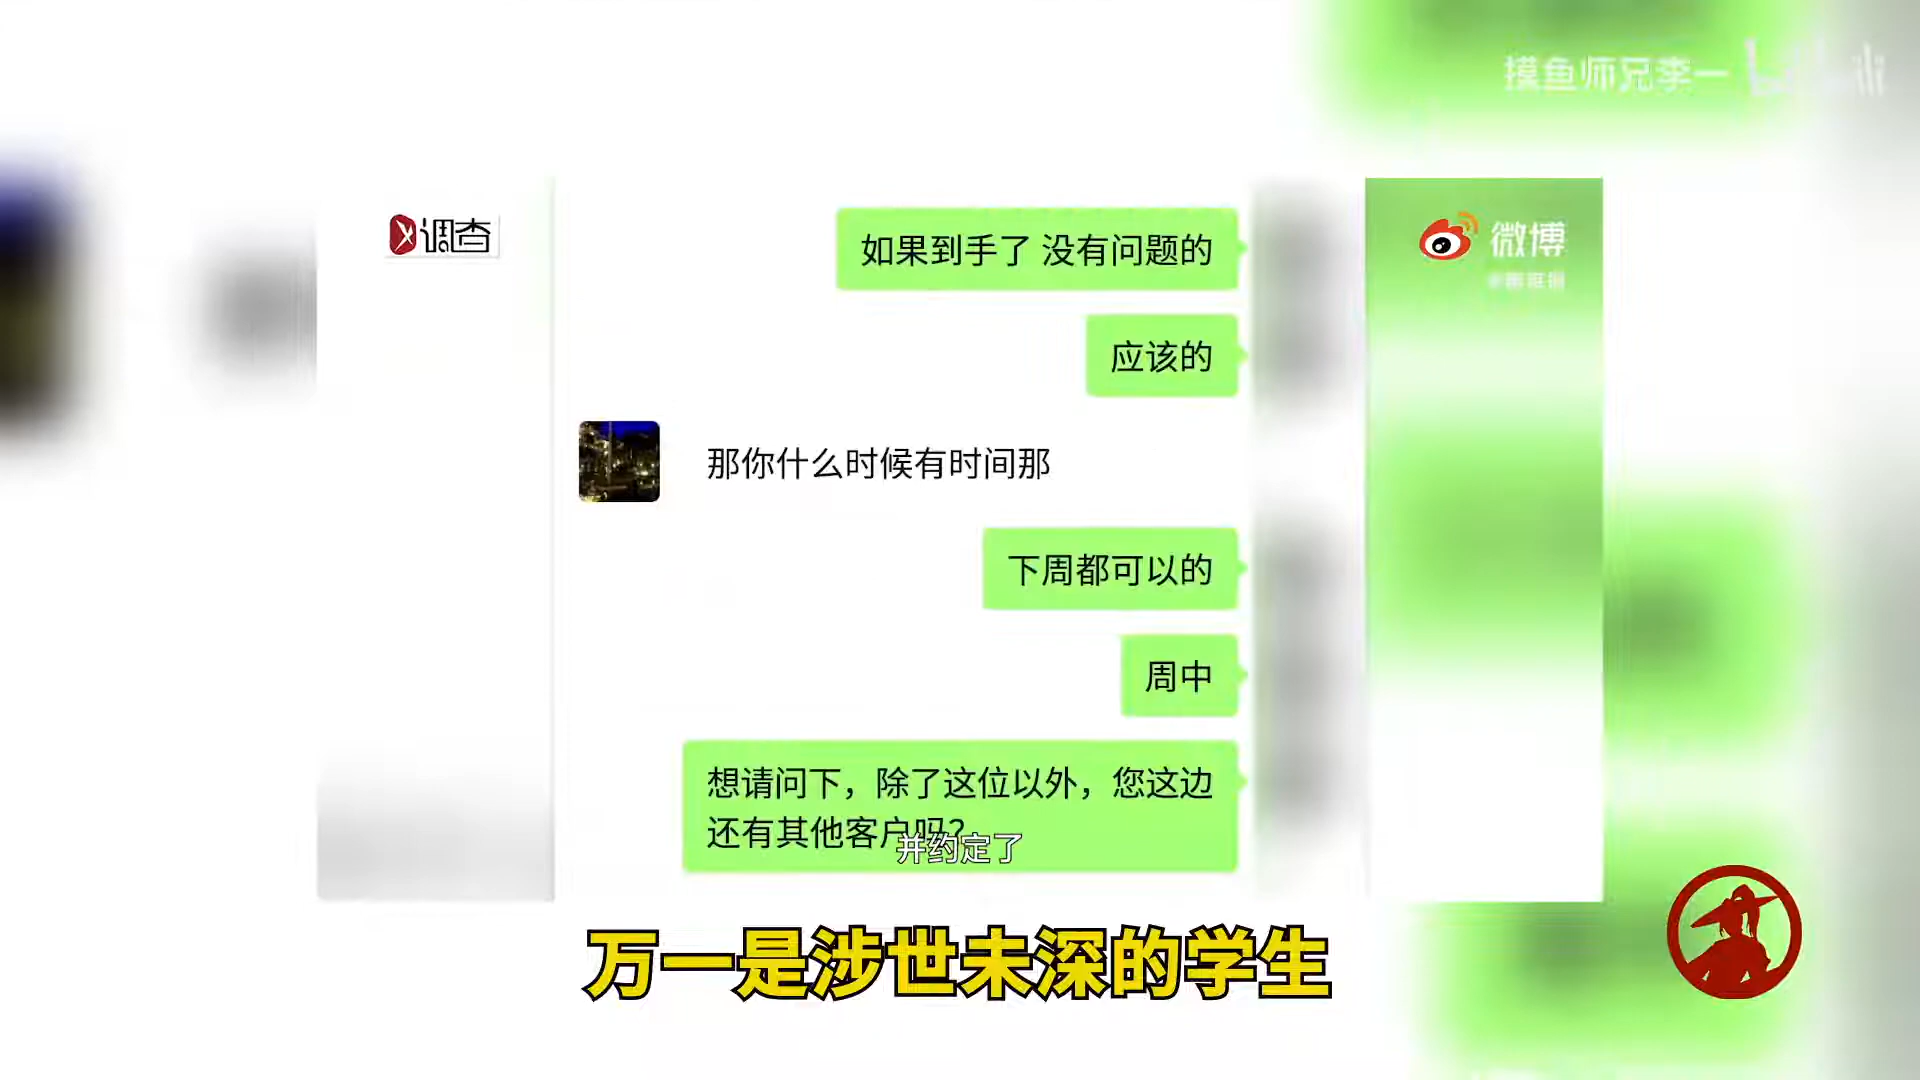 摸鱼师兄李一 bilibili
调查
微博
如果到手了 没有问题的
应该的
那你什么时候有时间那
下周都可以的
周中
想请问下，除了这位以外，您这边
还有其他客户吗？
并约定了
万一是涉世未深的学生